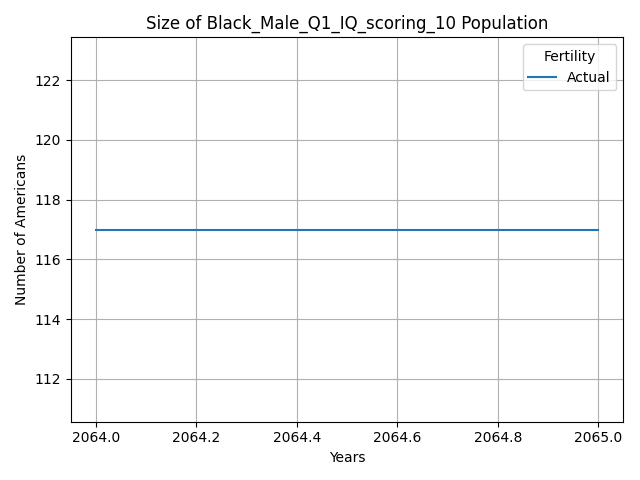 Size of Black_Male_Q1_IQ_scoring_10 Population
Fertility
Actual
Number of Americans
122
120
118
116
114
112
2064.0 2064.2 2064.4 2064.6 2064.8 2065.0
Years